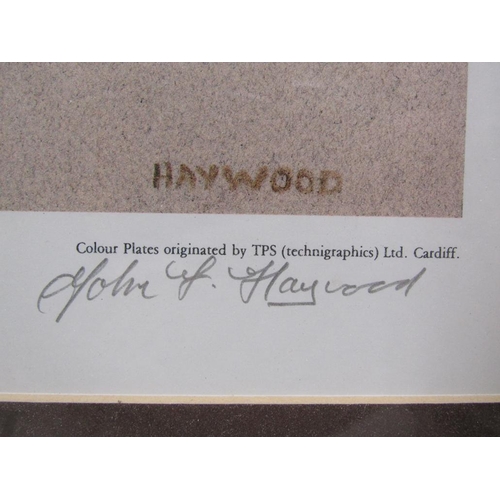 HAYWOOD
Colour Plates originated by TPS (technigraphics) Ltd. Cardiff.
John S. Haywood